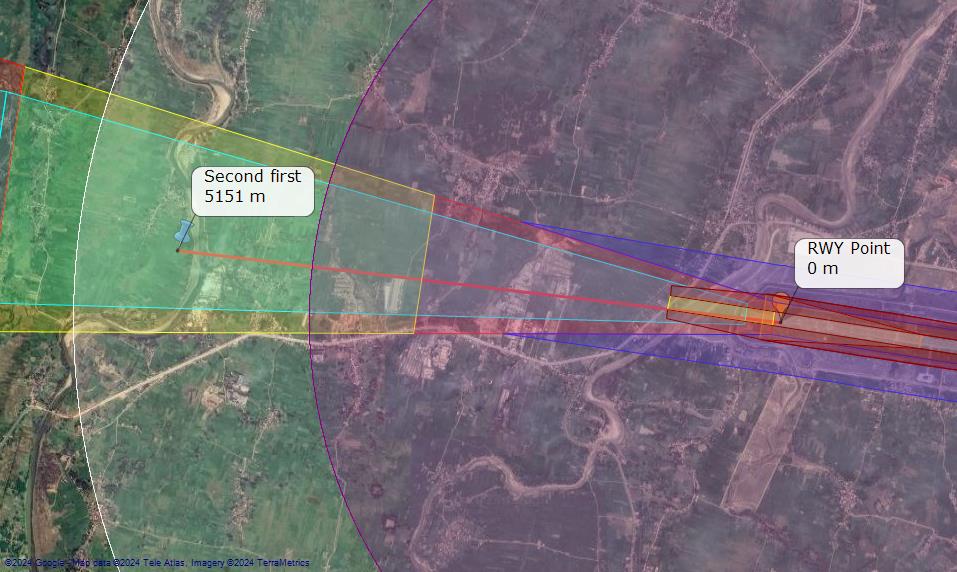 Second first
5151 m
RWY Point
0 m
©2024 Google - Map data ©2024 Tele Atlas, Imagery ©2024 TerraMetrics